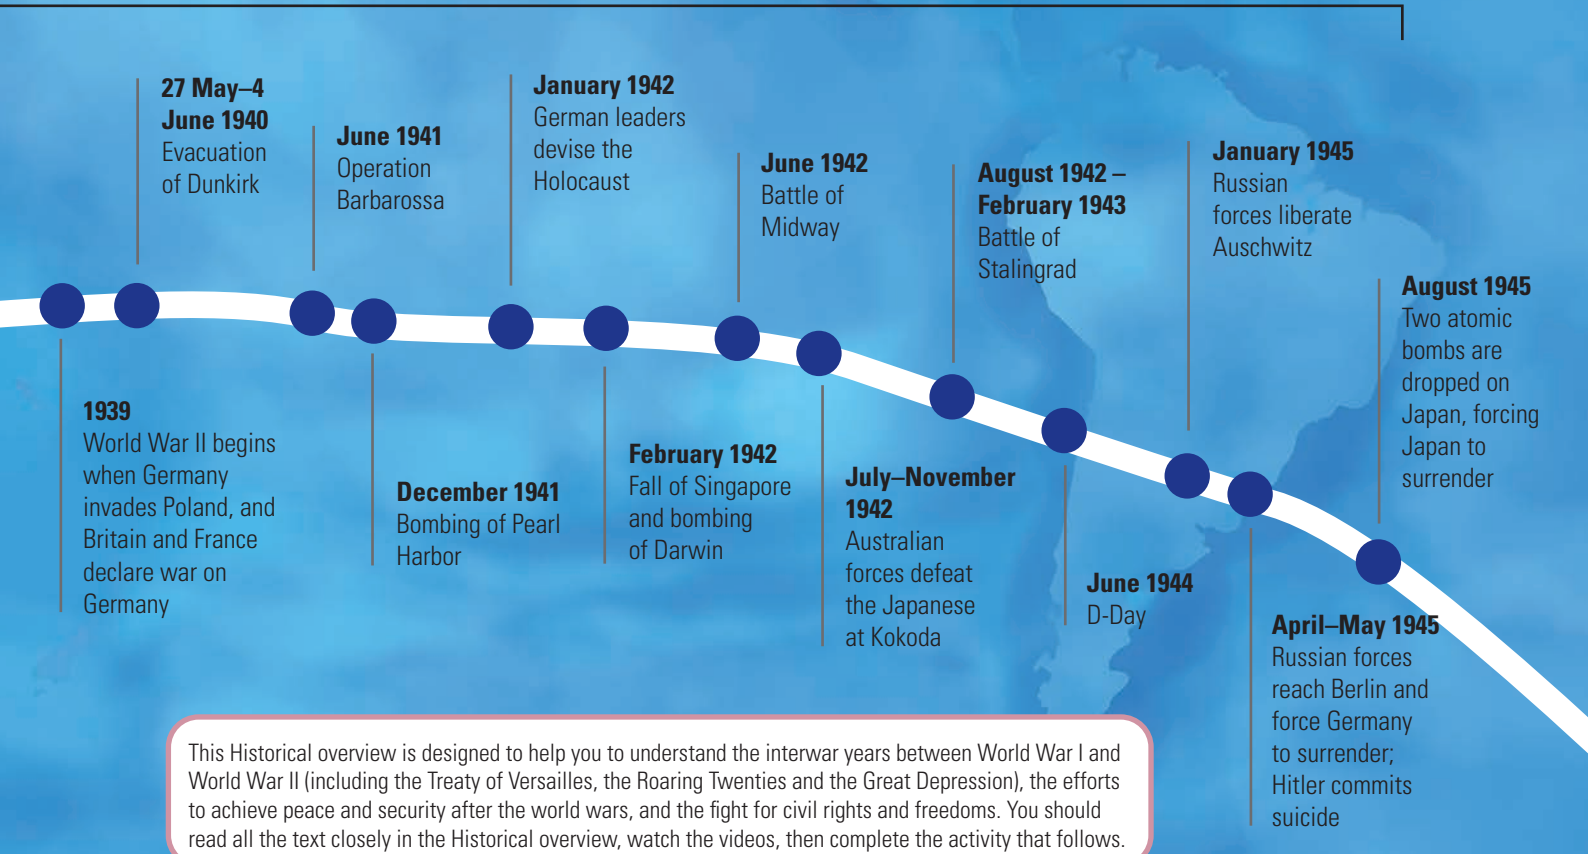 27 May–4
June 1940
Evacuation
of Dunkirk
June 1941
Operation
Barbarossa
January 1942
German leaders
devise the
Holocaust
June 1942
Battle of
Midway
August 1942 –
February 1943
Battle of
Stalingrad
January 1945
Russian
forces liberate
Auschwitz
August 1945
Two atomic
bombs are
dropped on
Japan, forcing
Japan to
surrender
1939
World War II begins
when Germany
invades Poland, and
Britain and France
declare war on
Germany
December 1941
Bombing of Pearl
Harbor
February 1942
Fall of Singapore
and bombing
of Darwin
July–November
1942
Australian
forces defeat
the Japanese
at Kokoda
June 1944
D-Day
April–May 1945
Russian forces
reach Berlin and
force Germany
to surrender;
Hitler commits
suicide
This Historical overview is designed to help you to understand the interwar years between World War I and
World War II (including the Treaty of Versailles, the Roaring Twenties and the Great Depression), the efforts
to achieve peace and security after the world wars, and the fight for civil rights and freedoms. You should
read all the text closely in the Historical overview, watch the videos, then complete the activity that follows.